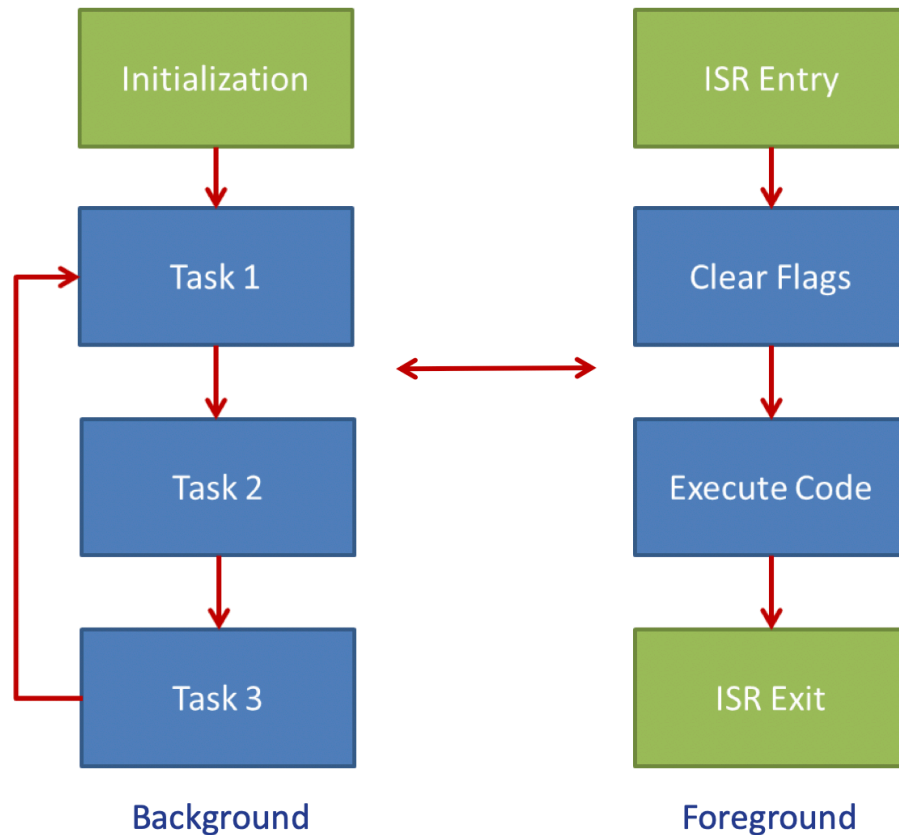 Initialization
Task 1
Task 2
Task 3
Background
ISR Entry
Clear Flags
Execute Code
ISR Exit
Foreground